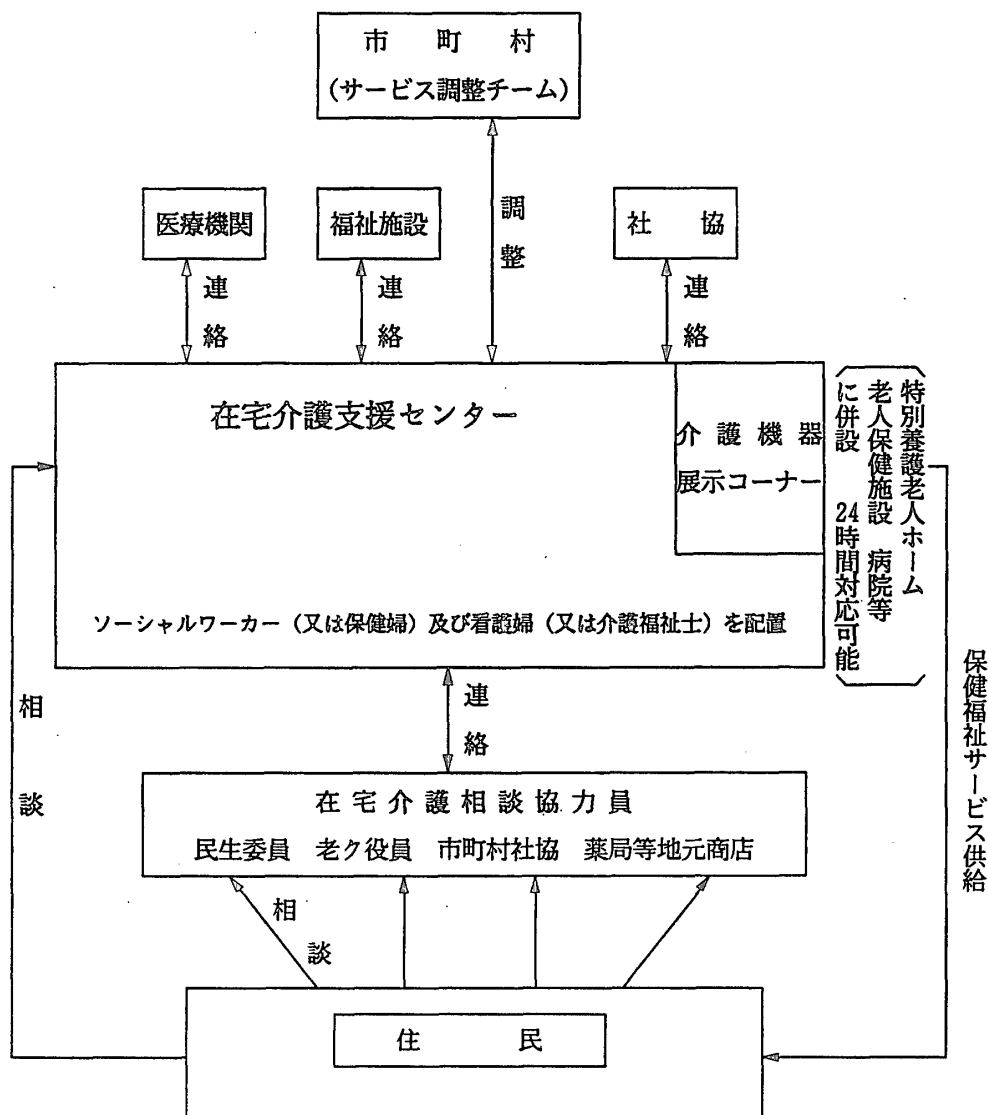 市町村
(サービス調整チーム)
調整
医療機関
福祉施設
社協
連絡
連絡
連絡
在宅介護支援センター
介護機器
展示コーナー
特別養護老人ホーム
老人保健施設 病院等
に併設 24時間対応可能
ソーシャルワーカー(又は保健婦)及び看護婦(又は介護福祉士)を配置
相談
連絡
保健福祉サービス供給
在宅介護相談協力員
民生委員 老ク役員 市町村社協 薬局等地元商店
相談
住民